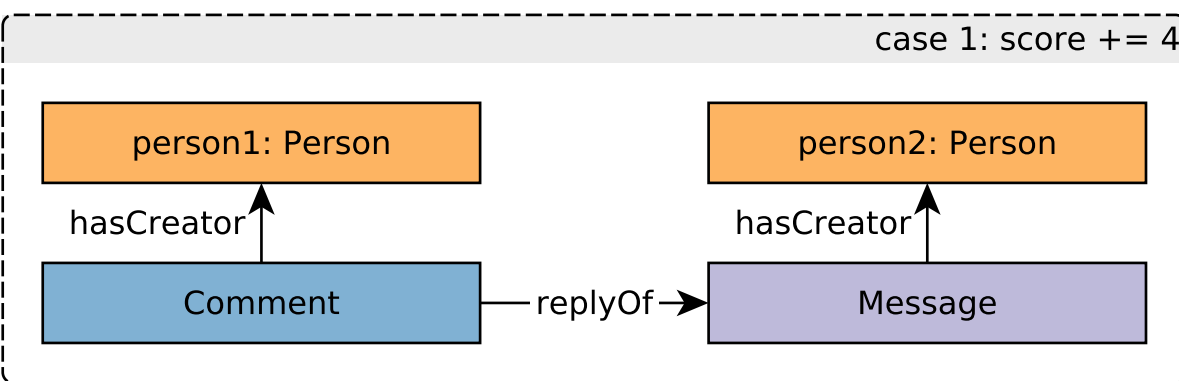 case 1: score += 4
person1: Person
person2: Person
hasCreator
hasCreator
Comment
replyOf
Message